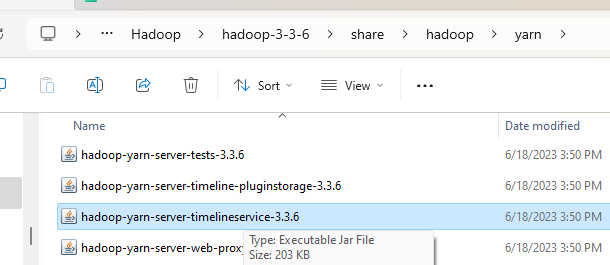 ··· Hadoop > hadoop-3-3-6 > share > hadoop > yarn >
Sort View ···
Name Date modified
hadoop-yarn-server-tests-3.3.6 6/18/2023 3:50 PM
hadoop-yarn-server-timeline-pluginstorage-3.3.6 6/18/2023 3:50 PM
hadoop-yarn-server-timelineservice-3.3.6 6/18/2023 3:50 PM
hadoop-yarn-server-web-proxy 6/18/2023 3:50 PM
Type: Executable Jar File
Size: 203 KB